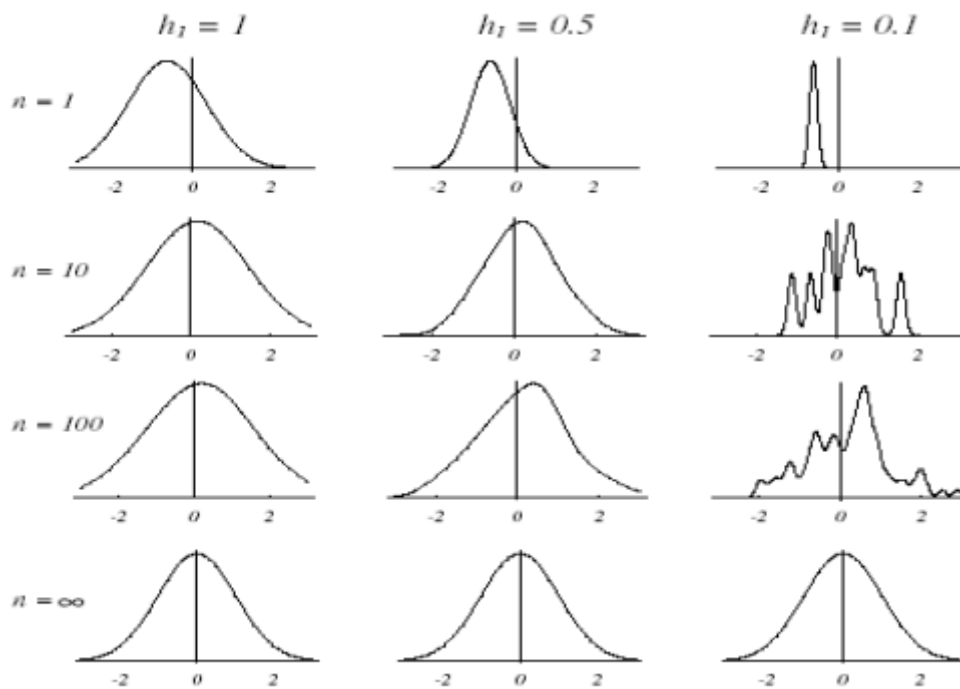 h₁ = 1 h₁ = 0.5 h₁ = 0.1
n = 1
-2 0 2 -2 0 2 -2 0 2
n = 10
-2 0 2 -2 0 2 -2 0 2
n = 100
-2 0 2 -2 0 2 -2 0 2
n = ∞
-2 0 2 -2 0 2 -2 0 2